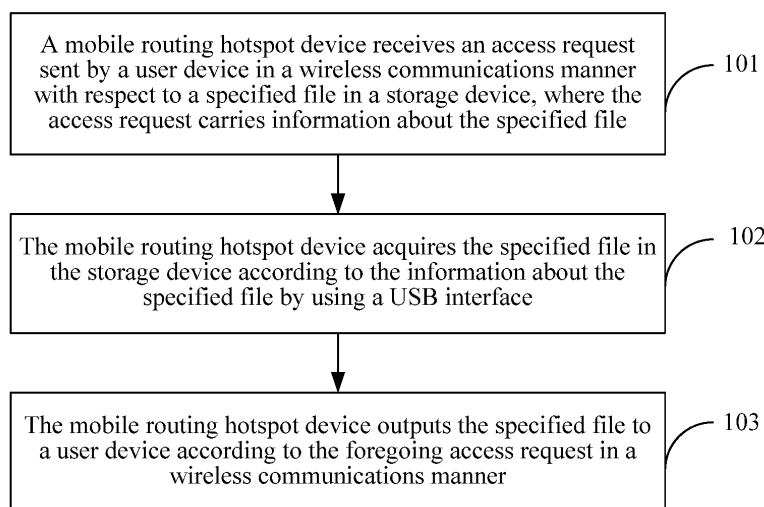 A mobile routing hotspot device receives an access request
sent by a user device in a wireless communications manner
with respect to a specified file in a storage device, where the
access request carries information about the specified file
101
The mobile routing hotspot device acquires the specified file in
the storage device according to the information about the
specified file by using a USB interface
102
The mobile routing hotspot device outputs the specified file to
a user device according to the foregoing access request in a
wireless communications manner
103